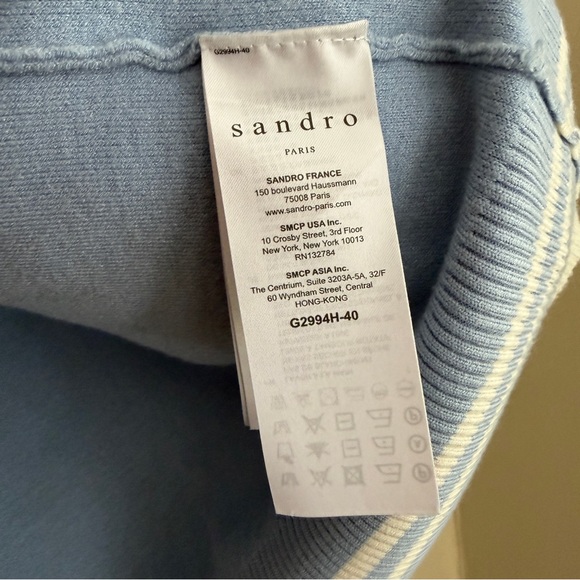 G2994H-40
sandro
PARIS
SANDRO FRANCE
150 boulevard Haussmann
75008 Paris
www.sandro-paris.com
SMCP USA Inc.
10 Crosby Street, 3rd Floor
New York, New York 10013
RN132784
SMCP ASIA Inc.
The Centrium, Suite 3203A-5A, 32/F
60 Wyndham Street, Central
HONG-KONG
G2994H-40